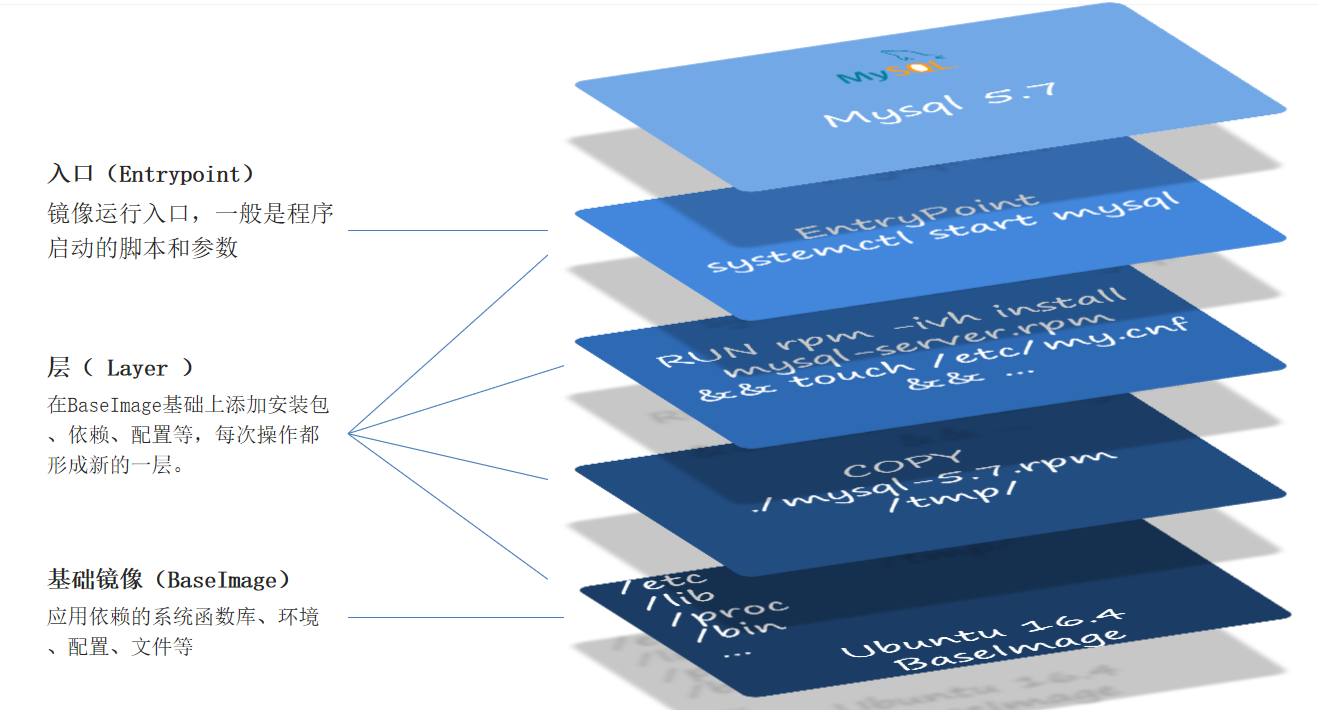 MySQL
Mysql 5.7
入口（Entrypoint）
镜像运行入口，一般是程序
启动的脚本和参数
EntryPoint
systemctl start mysql
层（ Layer ）
在BaseImage基础上添加安装包
、依赖、配置等，每次操作都
形成新的一层。
RUN rpm -ivh install
mysql-server.rpm
&& touch /etc/my.cnf
&& ...
COPY
./mysql-5.7.rpm
/tmp/
基础镜像（BaseImage）
应用依赖的系统函数库、环境
、配置、文件等
/etc
/lib
/proc
/bin
...
Ubuntu 16.4
BaseImage